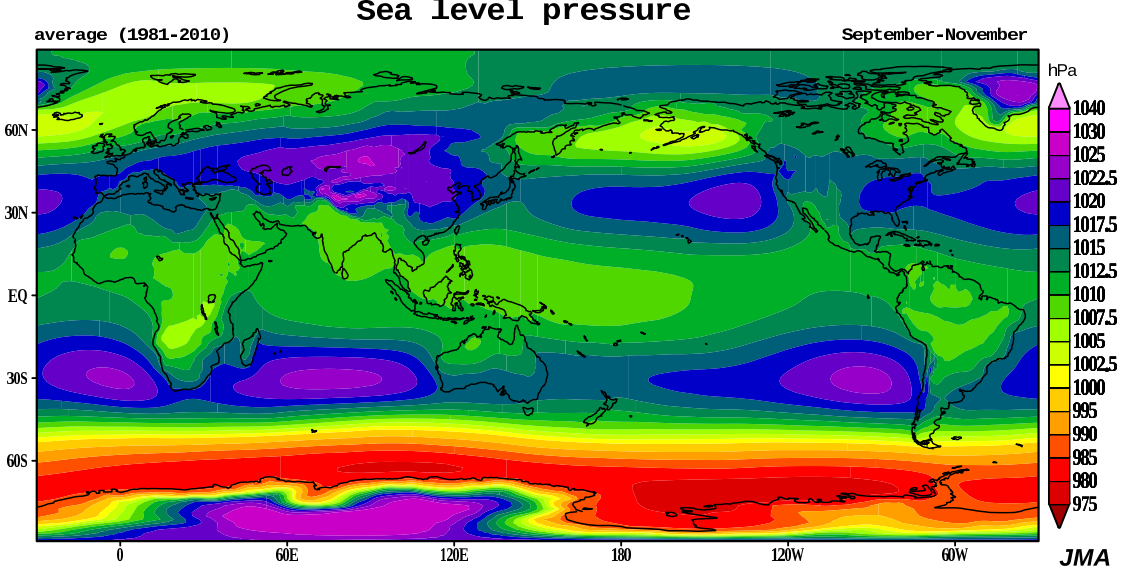 Sea level pressure
average (1981-2010) September-November
hPa
1040
1030
1025
1022.5
1020
1017.5
1015
1012.5
1010
1007.5
1005
1002.5
1000
995
990
985
980
975
60N
30N
EQ
30S
60S
0 60E 120E 180 120W 60W
JMA